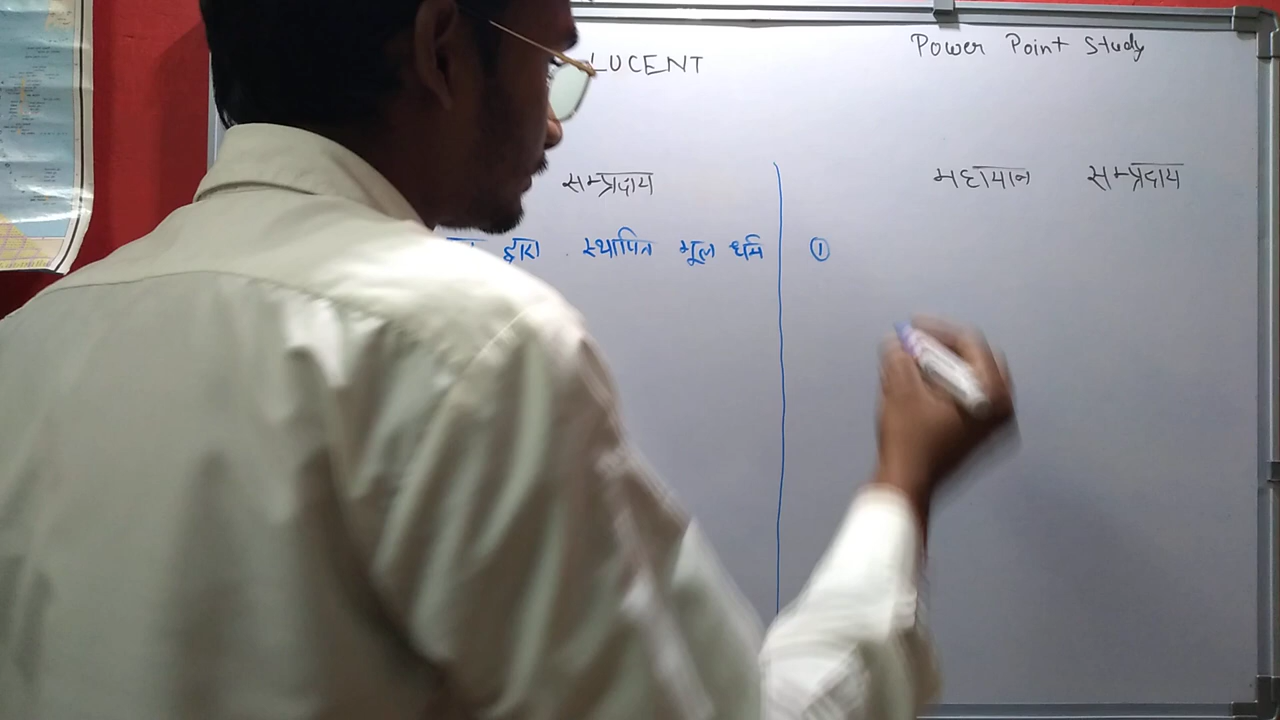 LUCENT
Power Point Study
सम्प्रदाय
महायान सम्प्रदाय
द्वारा स्थापित मूल धर्म
①